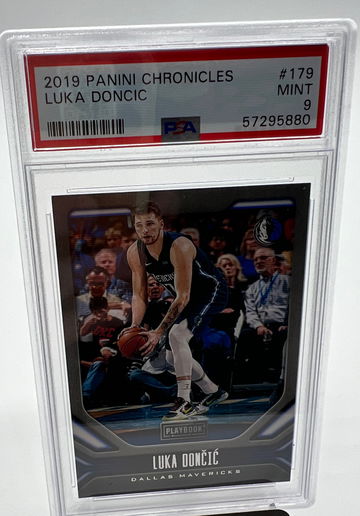 2019 PANINI CHRONICLES #179
LUKA DONCIC MINT
9
PSA 57295880
PLAYBOOK
LUKA DONČIĆ
DALLAS MAVERICKS